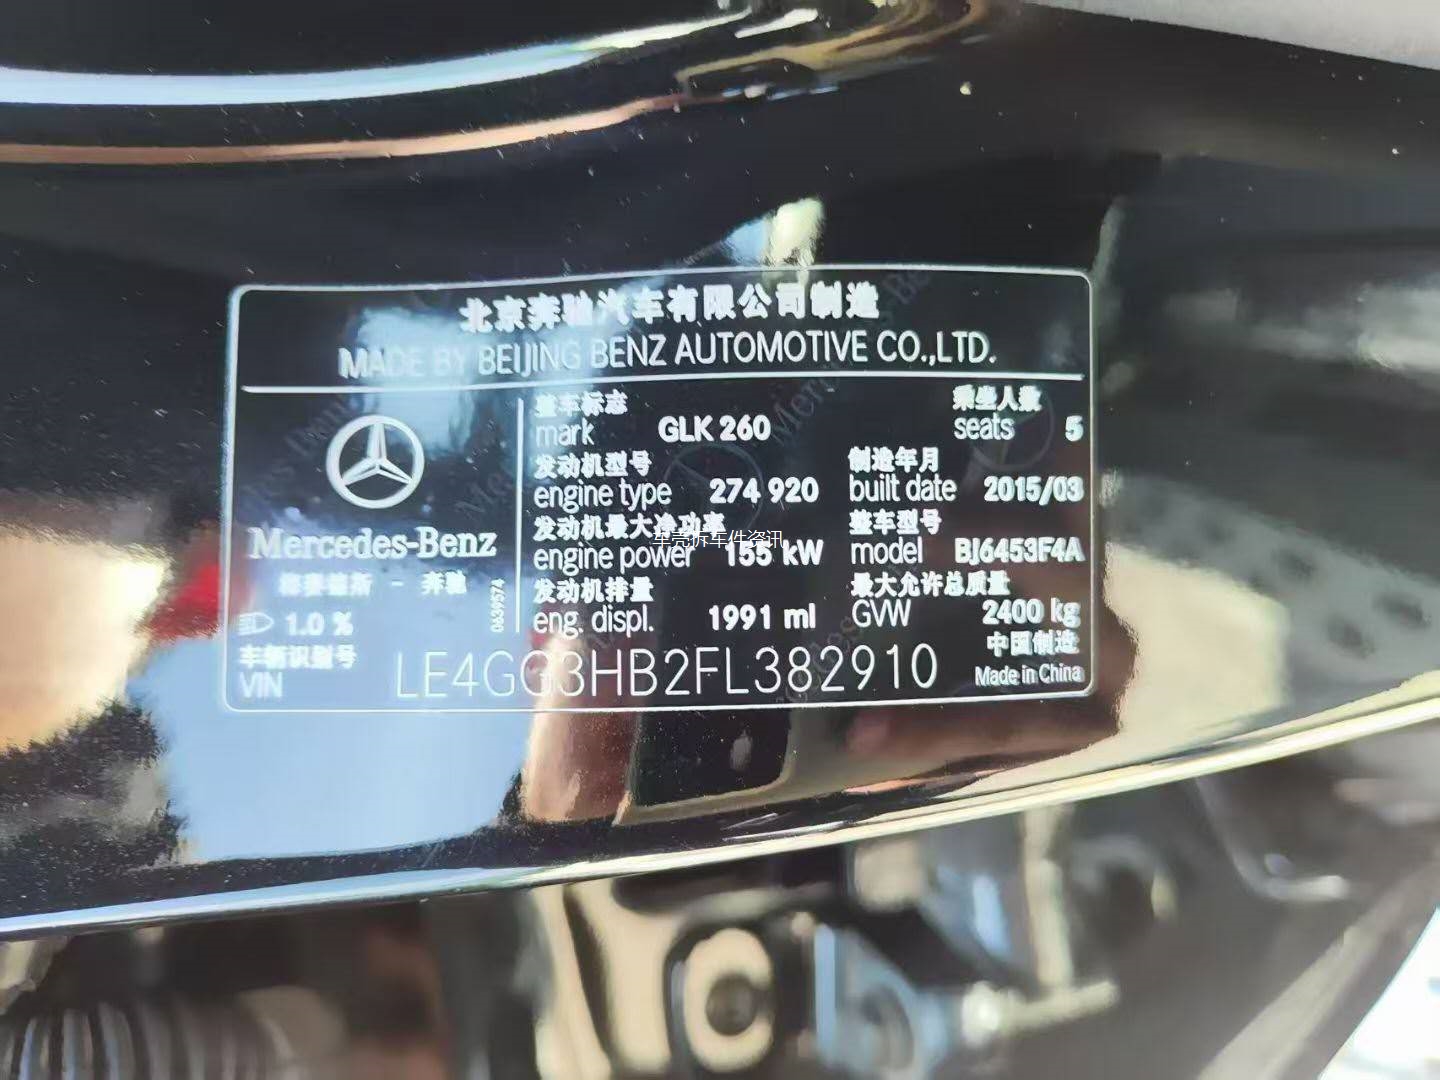 北京奔驰汽车有限公司制造
MADE BY BEIJING BENZ AUTOMOTIVE CO.,LTD.
整车标志 乘坐人数
mark GLK 260 seats 5
发动机型号 制造年月
engine type 274 920 built date 2015/03
发动机最大净功率 整车型号
车壳拆车件资讯
engine power 155 kW model BJ6453F4A
Mercedes-Benz
梅赛德斯 - 奔驰
0639574
发动机排量 最大允许总质量
eng. displ. 1991 ml GVW 2400 kg
1.0 %
中国制造
Made in China
车辆识别号
VIN LE4GG3HB2FL382910